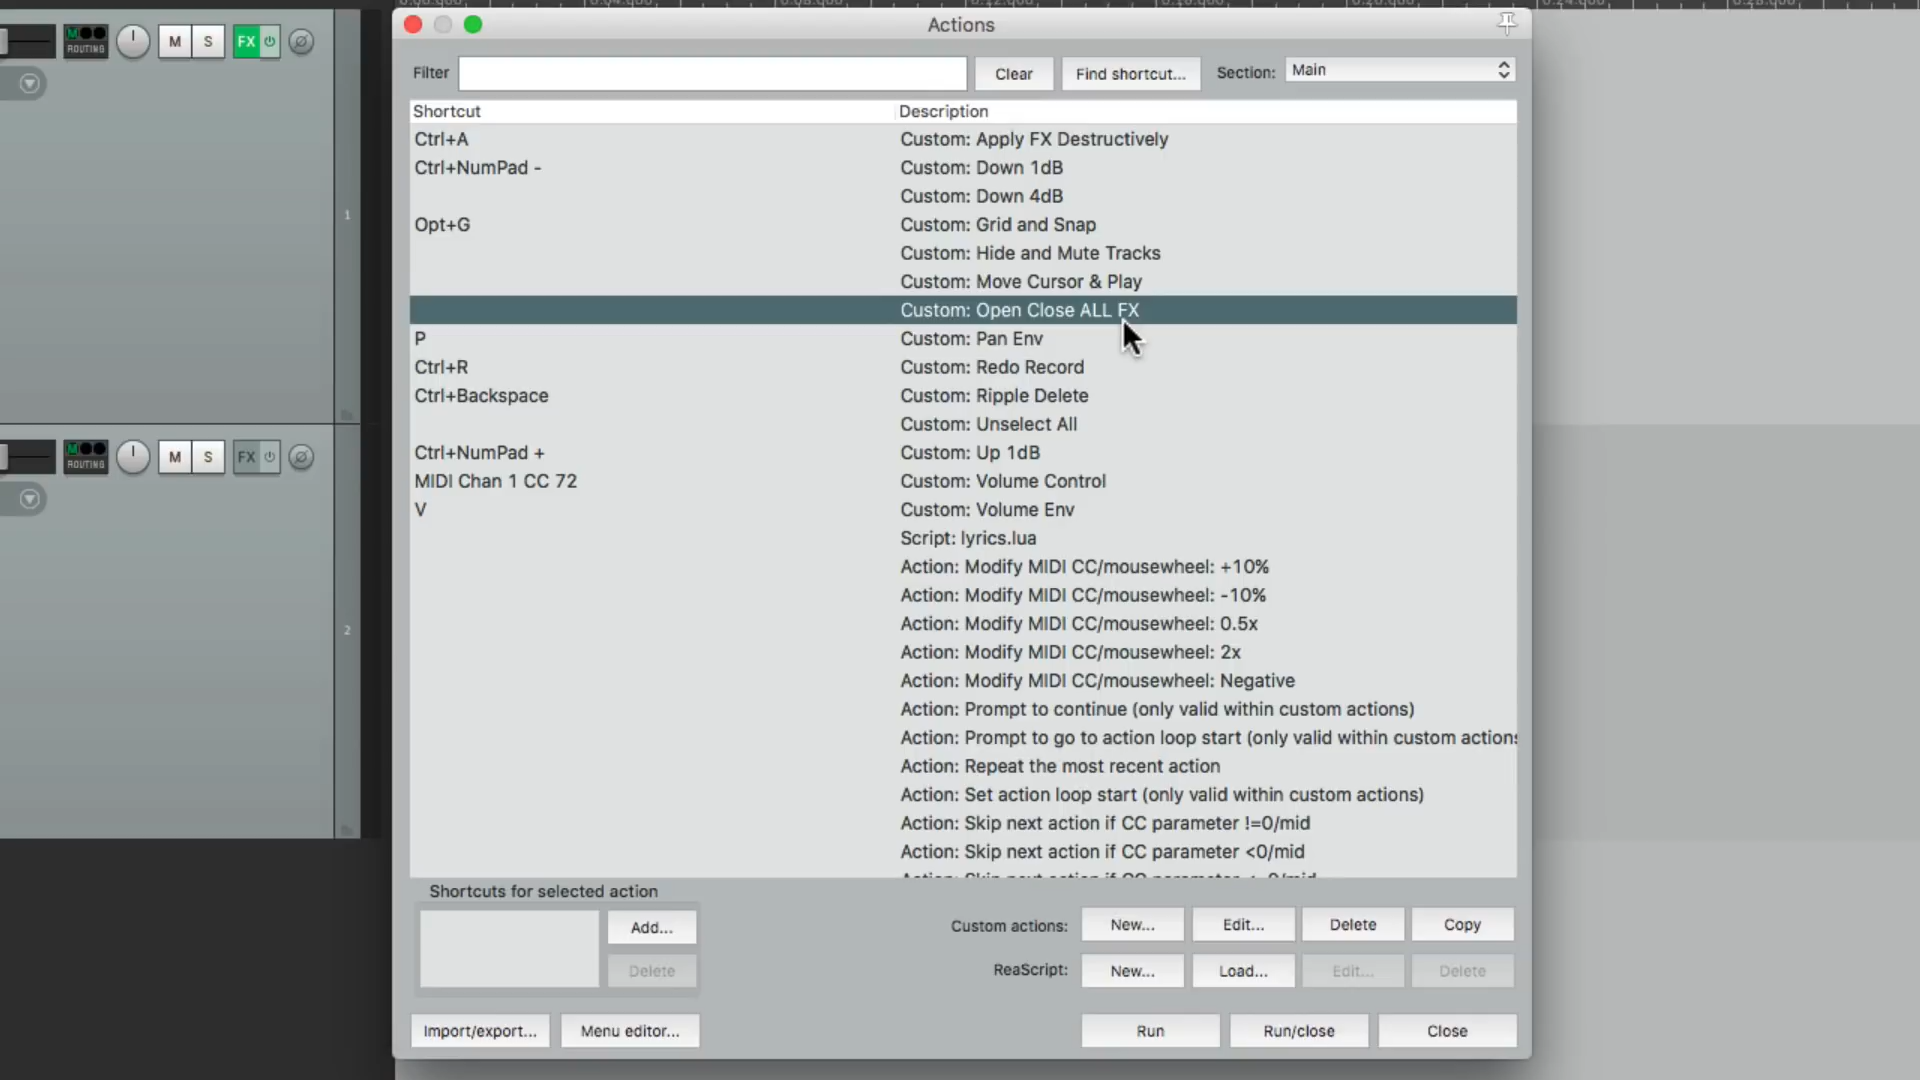 Actions
Filter
Clear
Find shortcut...
Section:
Main
Shortcut Description
Ctrl+A Custom: Apply FX Destructively
Ctrl+NumPad - Custom: Down 1dB
Custom: Down 4dB
Opt+G Custom: Grid and Snap
Custom: Hide and Mute Tracks
Custom: Move Cursor & Play
Custom: Open Close ALL FX
P Custom: Pan Env
Ctrl+R Custom: Redo Record
Ctrl+Backspace Custom: Ripple Delete
Custom: Unselect All
Ctrl+NumPad + Custom: Up 1dB
MIDI Chan 1 CC 72 Custom: Volume Control
V Custom: Volume Env
Script: lyrics.lua
Action: Modify MIDI CC/mousewheel: +10%
Action: Modify MIDI CC/mousewheel: -10%
Action: Modify MIDI CC/mousewheel: 0.5x
Action: Modify MIDI CC/mousewheel: 2x
Action: Modify MIDI CC/mousewheel: Negative
Action: Prompt to continue (only valid within custom actions)
Action: Prompt to go to action loop start (only valid within custom actions
Action: Repeat the most recent action
Action: Set action loop start (only valid within custom actions)
Action: Skip next action if CC parameter !=0/mid
Action: Skip next action if CC parameter <0/mid
Shortcuts for selected action
Add...
Delete
Custom actions: New... Edit... Delete Copy
ReaScript: New... Load... Edit... Delete
Import/export... Menu editor... Run Run/close Close
M ROUTING M S FX
1
M ROUTING M S FX
2